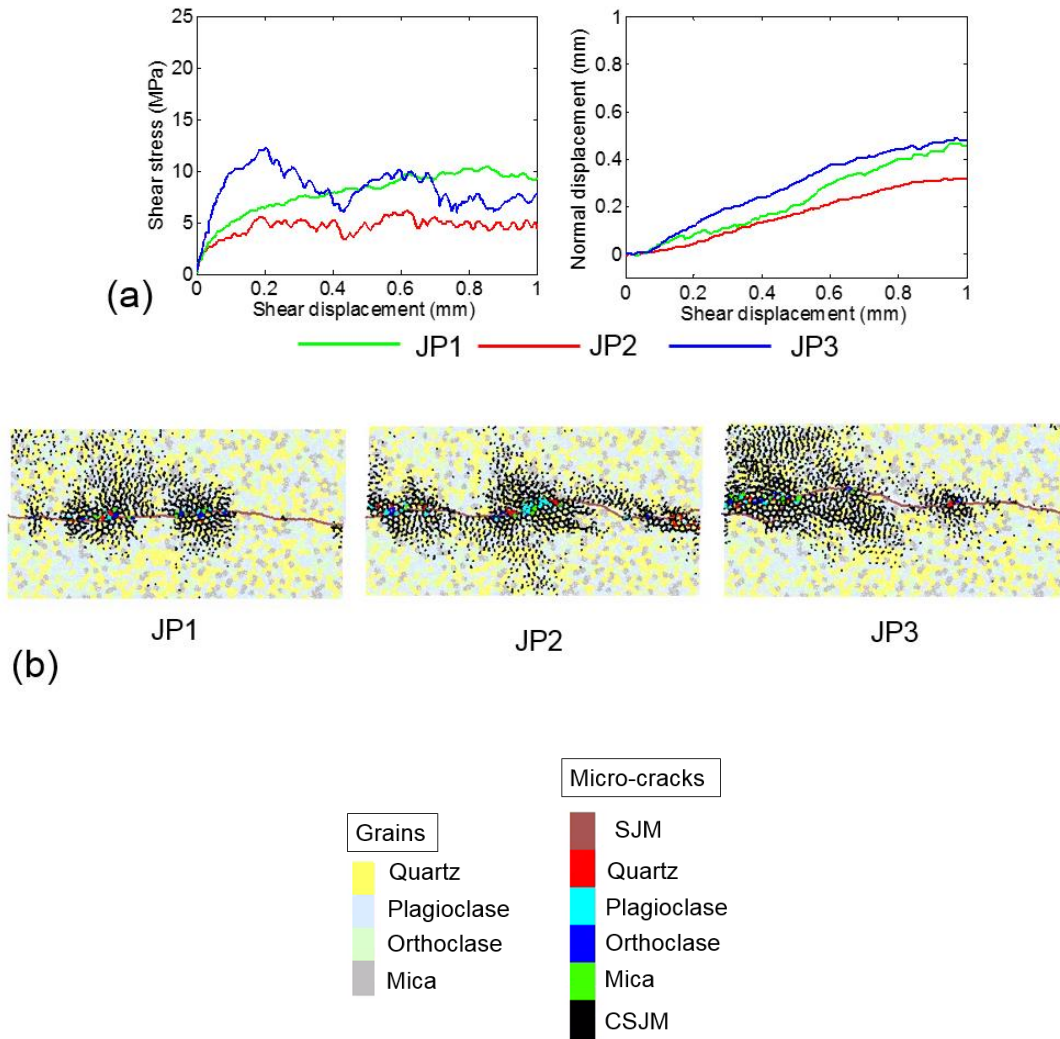 25
20
15
10
5
0
Shear stress (MPa)
0 0.2 0.4 0.6 0.8 1
Shear displacement (mm)
1
0.8
0.6
0.4
0.2
0
Normal displacement (mm)
0 0.2 0.4 0.6 0.8 1
Shear displacement (mm)
(a)
JP1 JP2 JP3
JP1 JP2 JP3
(b)
Grains
Quartz
Plagioclase
Orthoclase
Mica
Micro-cracks
SJM
Quartz
Plagioclase
Orthoclase
Mica
CSJM